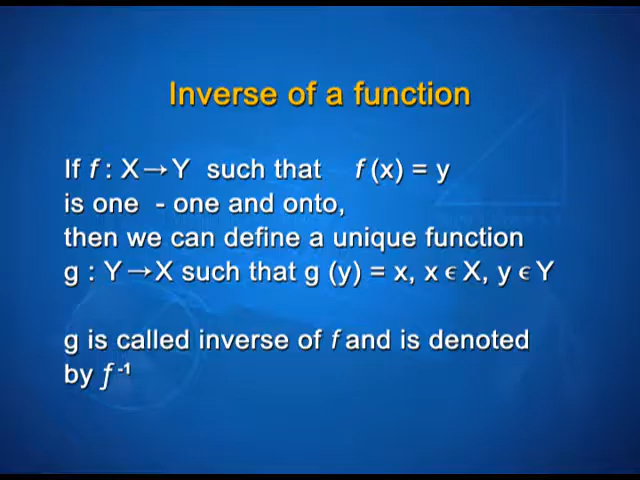 Inverse of a function
If f : X→Y such that f (x) = y
is one - one and onto,
then we can define a unique function
g : Y→X such that g (y) = x, x ϵ X, y ϵ Y
g is called inverse of f and is denoted
by f⁻¹